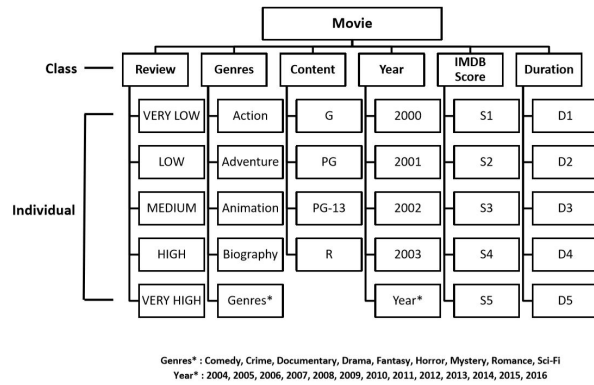 Movie
Class
Review
Genres
Content
Year
IMDB
Score
Duration
Individual
VERY LOW
Action
G
2000
S1
D1
LOW
Adventure
PG
2001
S2
D2
MEDIUM
Animation
PG-13
2002
S3
D3
HIGH
Biography
R
2003
S4
D4
VERY HIGH
Genres*
Year*
S5
D5
Genres* : Comedy, Crime, Documentary, Drama, Fantasy, Horror, Mystery, Romance, Sci-Fi
Year* : 2004, 2005, 2006, 2007, 2008, 2009, 2010, 2011, 2012, 2013, 2014, 2015, 2016